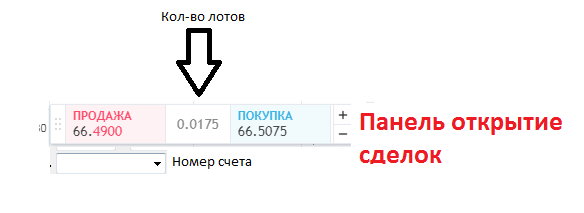 Кол-во лотов
ПРОДАЖА ПОКУПКА +
66.4900 0.0175 66.5075 −
Панель открытие
сделок
Номер счета